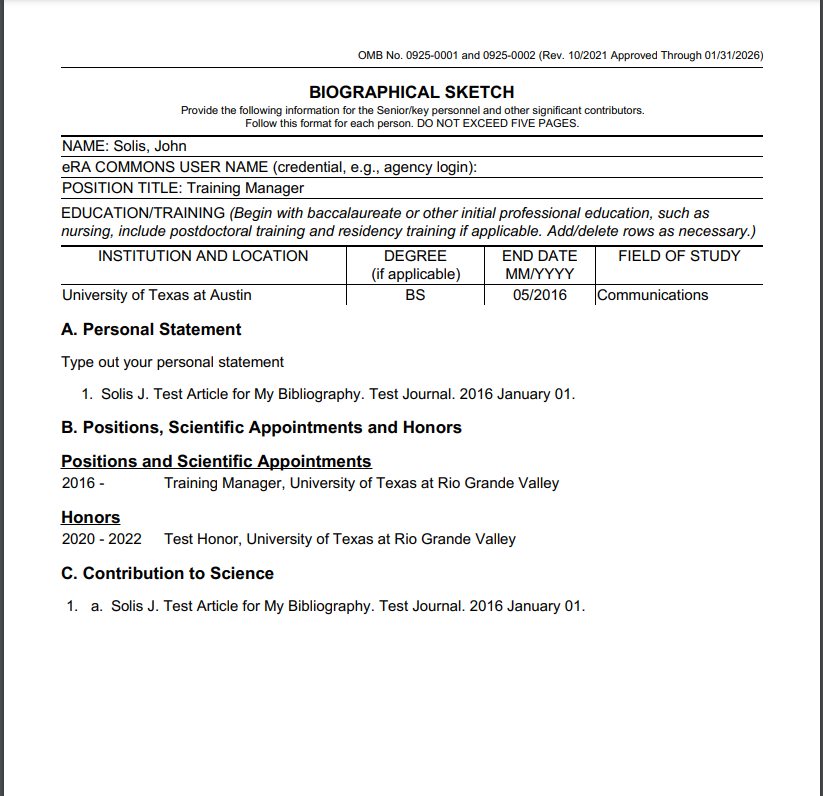 OMB No. 0925-0001 and 0925-0002 (Rev. 10/2021 Approved Through 01/31/2026)
BIOGRAPHICAL SKETCH
Provide the following information for the Senior/key personnel and other significant contributors.
Follow this format for each person. DO NOT EXCEED FIVE PAGES.
NAME: Solis, John
eRA COMMONS USER NAME (credential, e.g., agency login):
POSITION TITLE: Training Manager
EDUCATION/TRAINING (Begin with baccalaureate or other initial professional education, such as
nursing, include postdoctoral training and residency training if applicable. Add/delete rows as necessary.)
INSTITUTION AND LOCATION DEGREE END DATE FIELD OF STUDY
(if applicable) MM/YYYY
University of Texas at Austin BS 05/2016 Communications
A. Personal Statement
Type out your personal statement
1. Solis J. Test Article for My Bibliography. Test Journal. 2016 January 01.
B. Positions, Scientific Appointments and Honors
Positions and Scientific Appointments
2016 - Training Manager, University of Texas at Rio Grande Valley
Honors
2020 - 2022 Test Honor, University of Texas at Rio Grande Valley
C. Contribution to Science
1. a. Solis J. Test Article for My Bibliography. Test Journal. 2016 January 01.